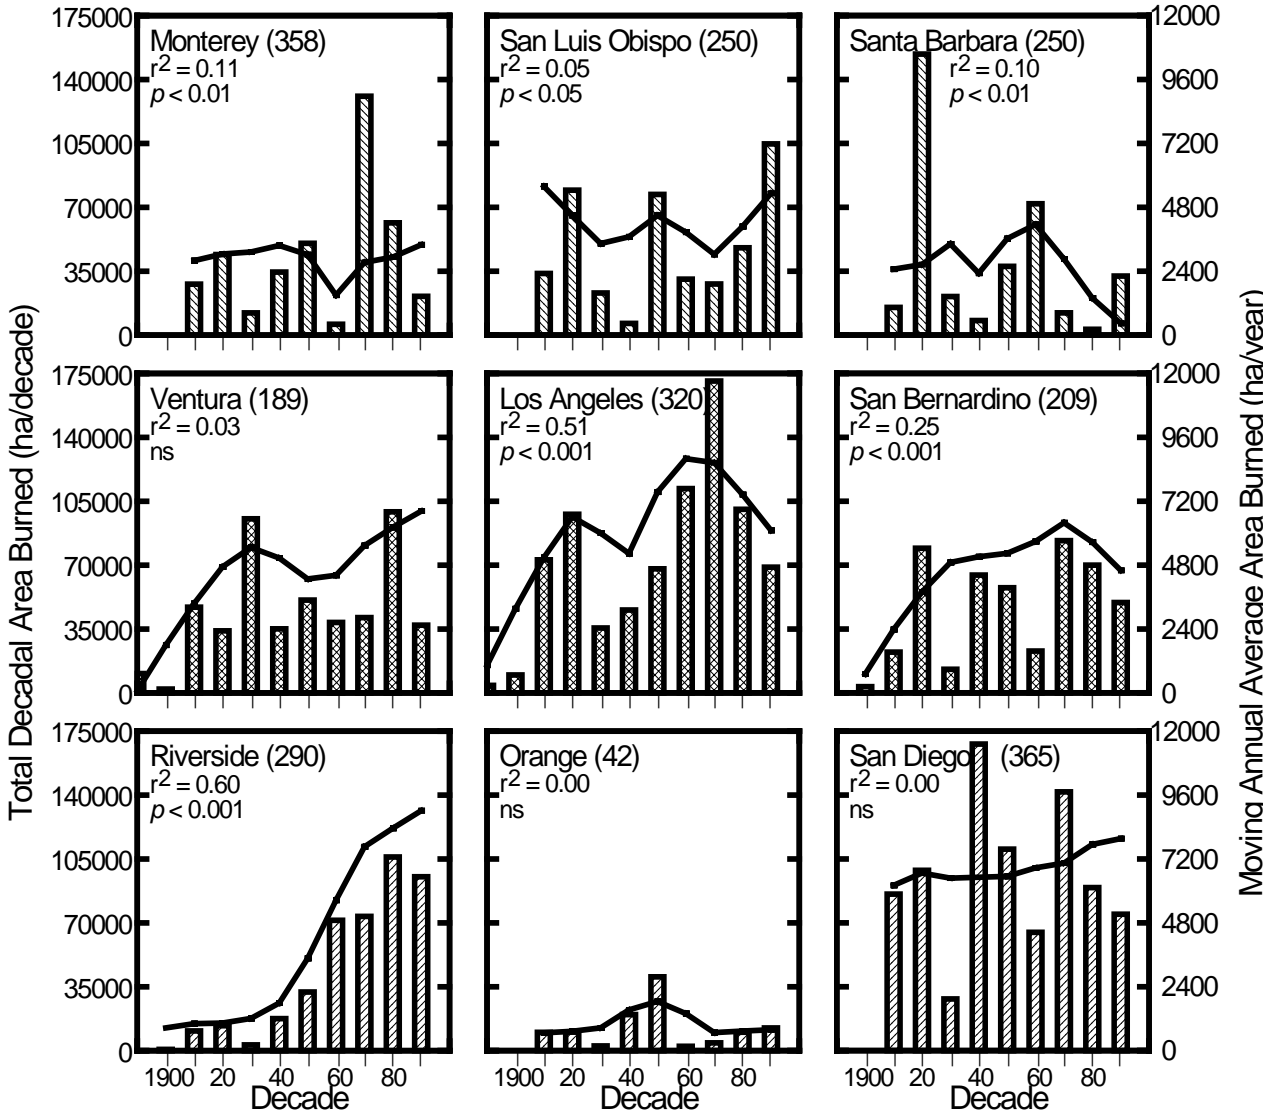 Total Decadal Area Burned (ha/decade)
175000
140000
105000
70000
35000
0
Monterey (358)
r2 = 0.11
p < 0.01
San Luis Obispo (250)
r2 = 0.05
p < 0.05
Santa Barbara (250)
r2 = 0.10
p < 0.01
12000
9600
7200
4800
2400
0
175000
140000
105000
70000
35000
0
Ventura (189)
r2 = 0.03
ns
Los Angeles (320)
r2 = 0.51
p < 0.001
San Bernardino (209)
r2 = 0.25
p < 0.001
12000
9600
7200
4800
2400
0
175000
140000
105000
70000
35000
0
Riverside (290)
r2 = 0.60
p < 0.001
Orange (42)
r2 = 0.00
ns
San Diego (365)
r2 = 0.00
ns
12000
9600
7200
4800
2400
0
1900 20 40 60 80
1900 20 40 60 80
1900 20 40 60 80
Decade
Decade
Decade
Moving Annual Average Area Burned (ha/year)